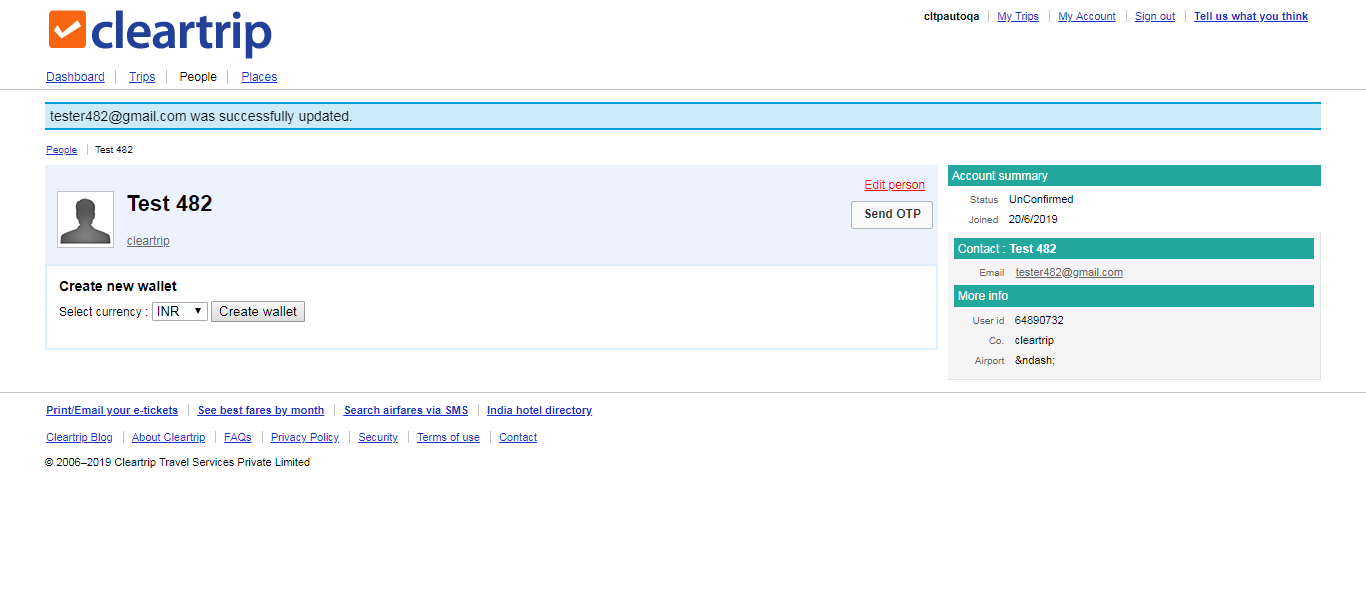 cleartrip
cltpautoqa My Trips My Account Sign out Tell us what you think
Dashboard Trips People Places
tester482@gmail.com was successfully updated.
People Test 482
Test 482
cleartrip
Edit person
Send OTP
Create new wallet
Select currency : INR Create wallet
Account summary
Status UnConfirmed
Joined 20/6/2019
Contact : Test 482
Email tester482@gmail.com
More info
User id 64890732
Co. cleartrip
Airport &ndash;
Print/Email your e-tickets See best fares by month Search airfares via SMS India hotel directory
Cleartrip Blog About Cleartrip FAQs Privacy Policy Security Terms of use Contact
© 2006–2019 Cleartrip Travel Services Private Limited